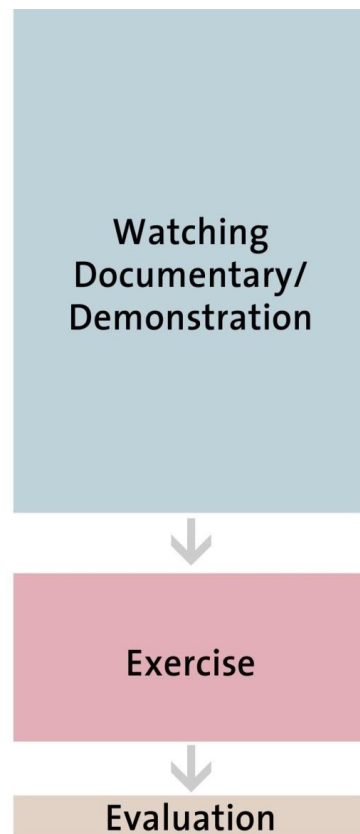 Watching
Documentary/
Demonstration
Exercise
Evaluation